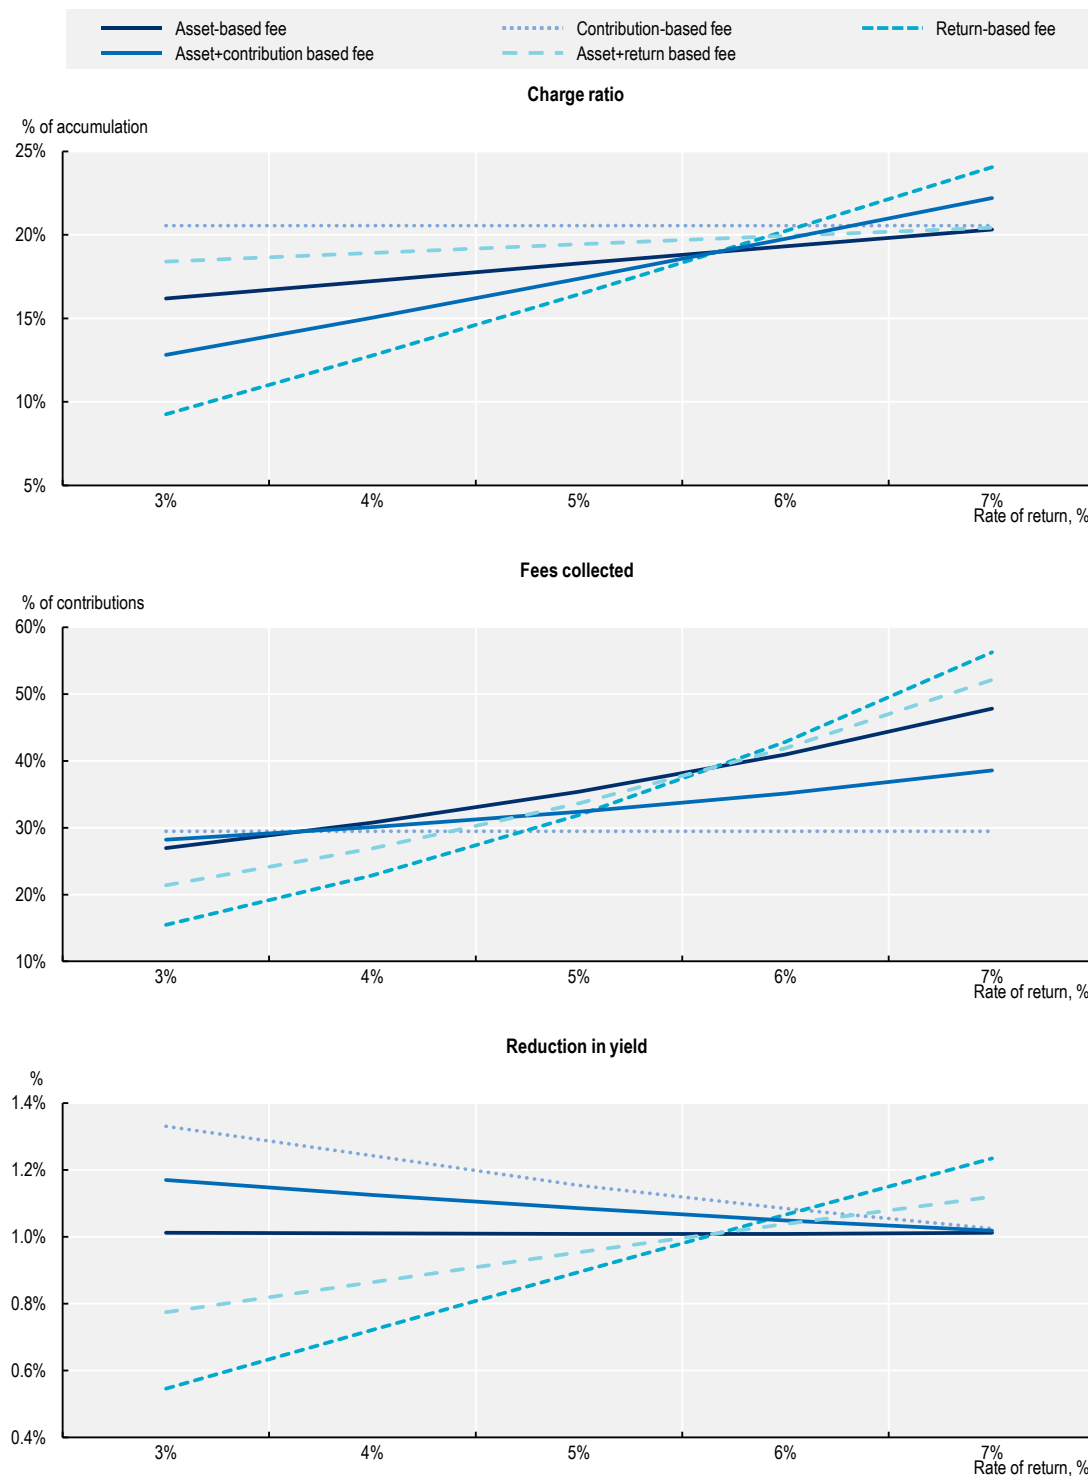 Asset-based fee
Contribution-based fee
Return-based fee
Asset+contribution based fee
Asset+return based fee
Charge ratio
% of accumulation
25%
20%
15%
10%
5%
3% 4% 5% 6% 7%
Rate of return, %
Fees collected
% of contributions
60%
50%
40%
30%
20%
10%
3% 4% 5% 6% 7%
Rate of return, %
Reduction in yield
%
1.4%
1.2%
1.0%
0.8%
0.6%
0.4%
3% 4% 5% 6% 7%
Rate of return, %